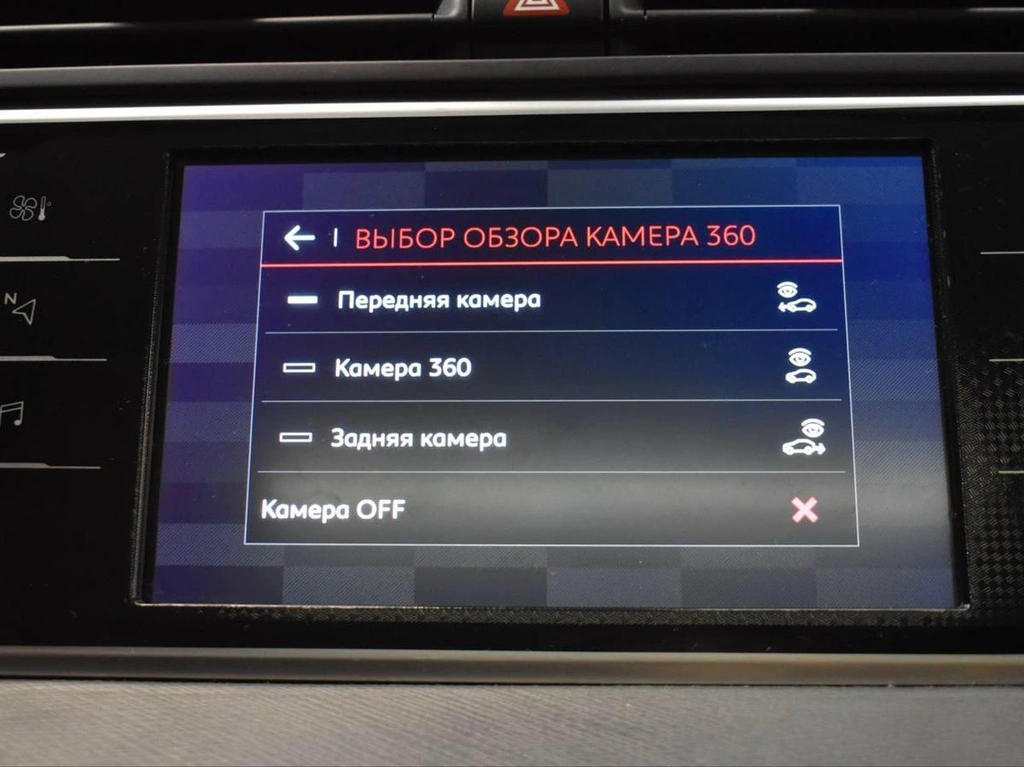 ВЫБОР ОБЗОРА КАМЕРА 360
N
Передняя камера
Камера 360
Задняя камера
Камера OFF